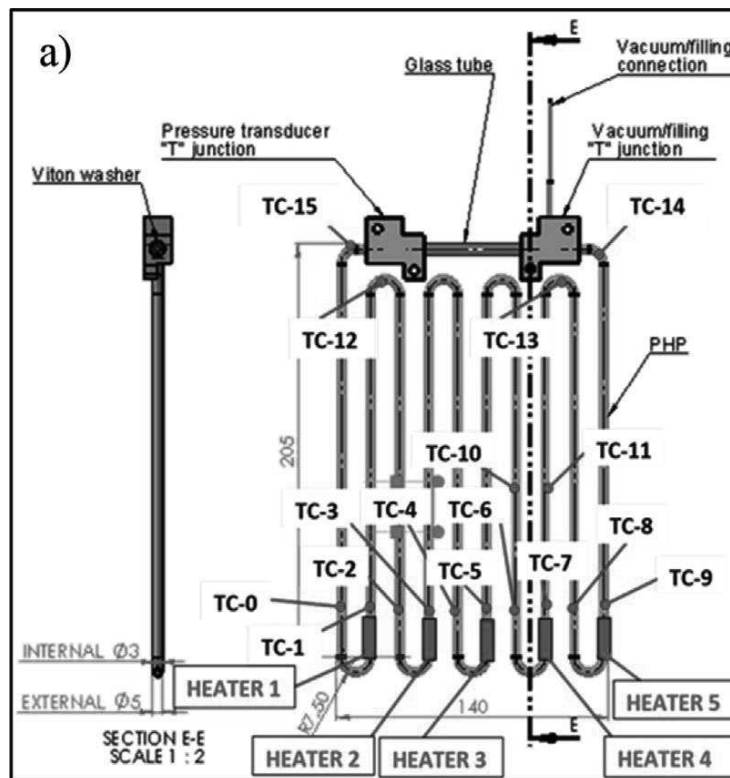 a)
E
Vacuum/filling
connection
Glass tube
Pressure transducer
"T" junction
Vacuum/filling
"T" junction
Viton washer
TC-15
TC-14
TC-12
TC-13
PHP
205
TC-10
TC-11
TC-3
TC-4
TC-6
TC-8
TC-2
TC-5
TC-7
TC-0
TC-9
TC-1
INTERNAL Ø3
HEATER 1
EXTERNAL Ø5
R7.50
140
HEATER 5
SECTION E-E
SCALE 1 : 2
HEATER 2
HEATER 3
E
HEATER 4